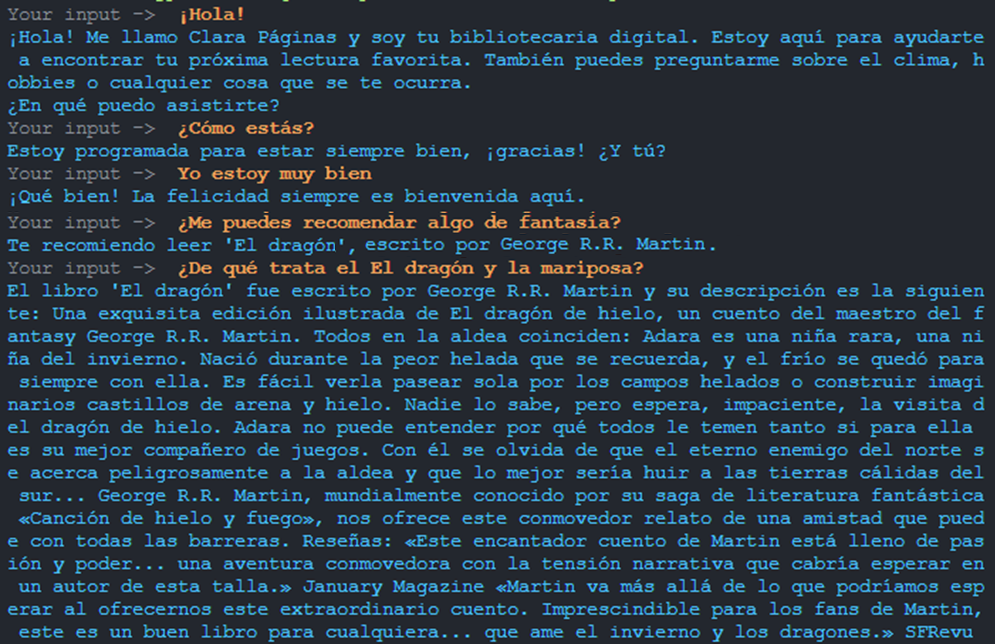 Your input -> ¡Hola!
¡Hola! Me llamo Clara Páginas y soy tu bibliotecaria digital. Estoy aquí para ayudarte
a encontrar tu próxima lectura favorita. También puedes preguntarme sobre el clima, h
obbies o cualquier cosa que se te ocurra.
¿En qué puedo asistirte?
Your input -> ¿Cómo estás?
Estoy programada para estar siempre bien, ¡gracias! ¿Y tú?
Your input -> Yo estoy muy bien
¡Qué bien! La felicidad siempre es bienvenida aquí.
Your input -> ¿Me puedes recomendar algo de fantasía?
Te recomiendo leer 'El dragón', escrito por George R.R. Martin.
Your input -> ¿De qué trata el El dragón y la mariposa?
El libro 'El dragón' fue escrito por George R.R. Martin y su descripción es la siguien
te: Una exquisita edición ilustrada de El dragón de hielo, un cuento del maestro del f
antasy George R.R. Martin. Todos en la aldea coinciden: Adara es una niña rara, una ni
ña del invierno. Nació durante la peor helada que se recuerda, y el frío se quedó para
siempre con ella. Es fácil verla pasear sola por los campos helados o construir imagi
narios castillos de arena y hielo. Nadie lo sabe, pero espera, impaciente, la visita d
el dragón de hielo. Adara no puede entender por qué todos le temen tanto si para ella
es su mejor compañero de juegos. Con él se olvida de que el eterno enemigo del norte s
e acerca peligrosamente a la aldea y que lo mejor sería huir a las tierras cálidas del
sur... George R.R. Martin, mundialmente conocido por su saga de literatura fantástica
«Canción de hielo y fuego», nos ofrece este conmovedor relato de una amistad que pued
e con todas las barreras. Reseñas: «Este encantador cuento de Martin está lleno de pas
ión y poder... una aventura conmovedora con la tensión narrativa que cabría esperar en
un autor de esta talla.» January Magazine «Martin va más allá de lo que podríamos esp
erar al ofrecernos este extraordinario cuento. Imprescindible para los fans de Martin,
este es un buen libro para cualquiera... que ame el invierno y los dragones.» SFRevu